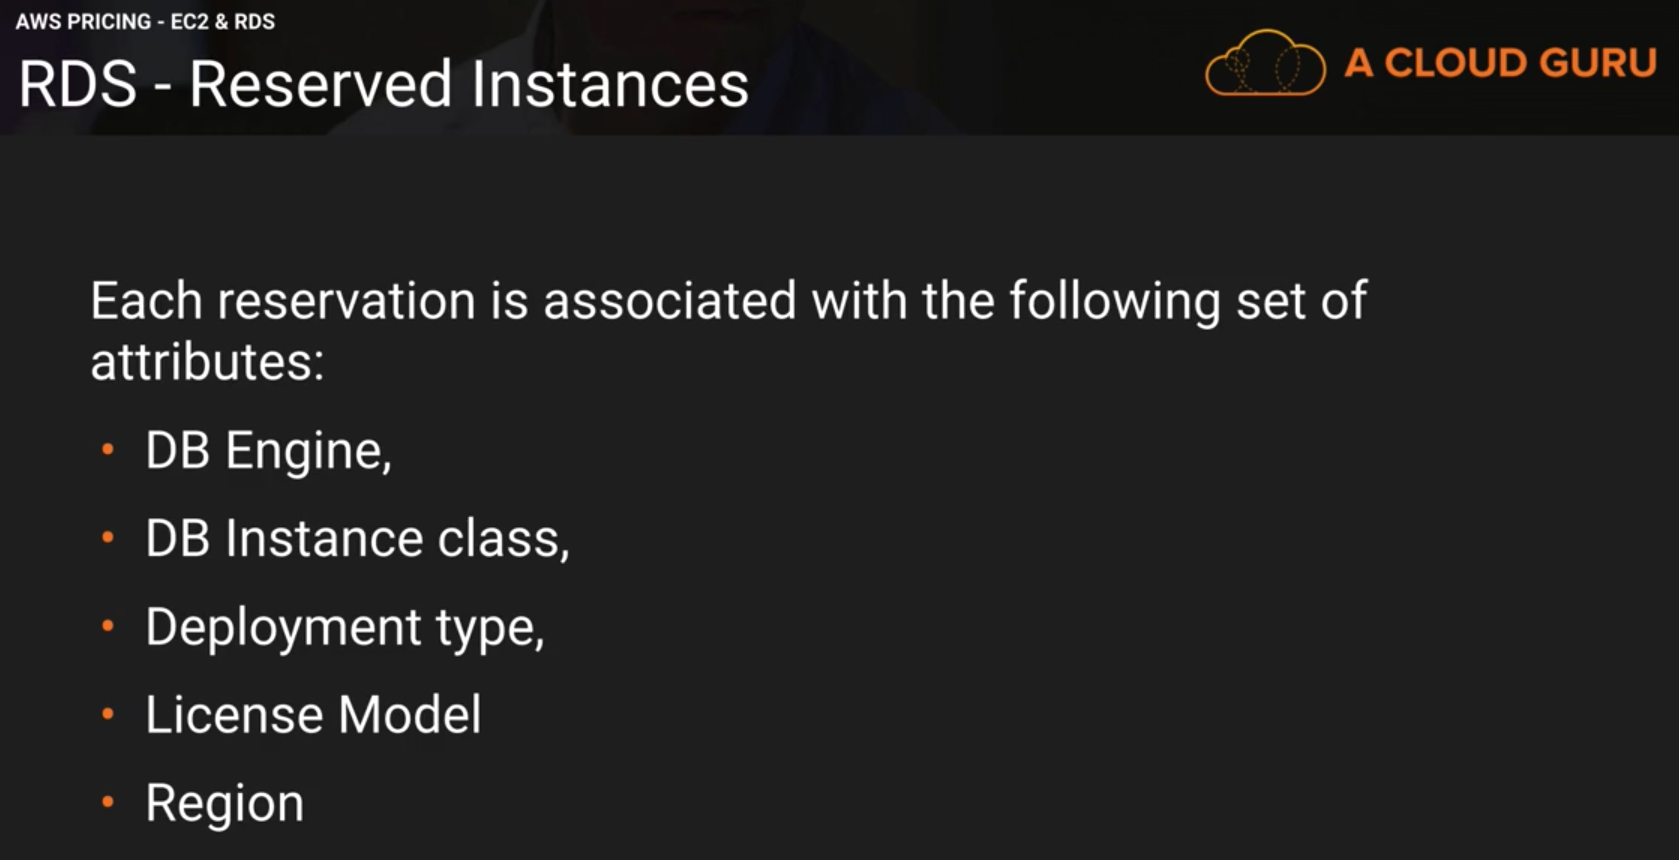 AWS PRICING - EC2 & RDS
RDS - Reserved Instances
A CLOUD GURU
Each reservation is associated with the following set of
attributes:
• DB Engine,
• DB Instance class,
• Deployment type,
• License Model
• Region